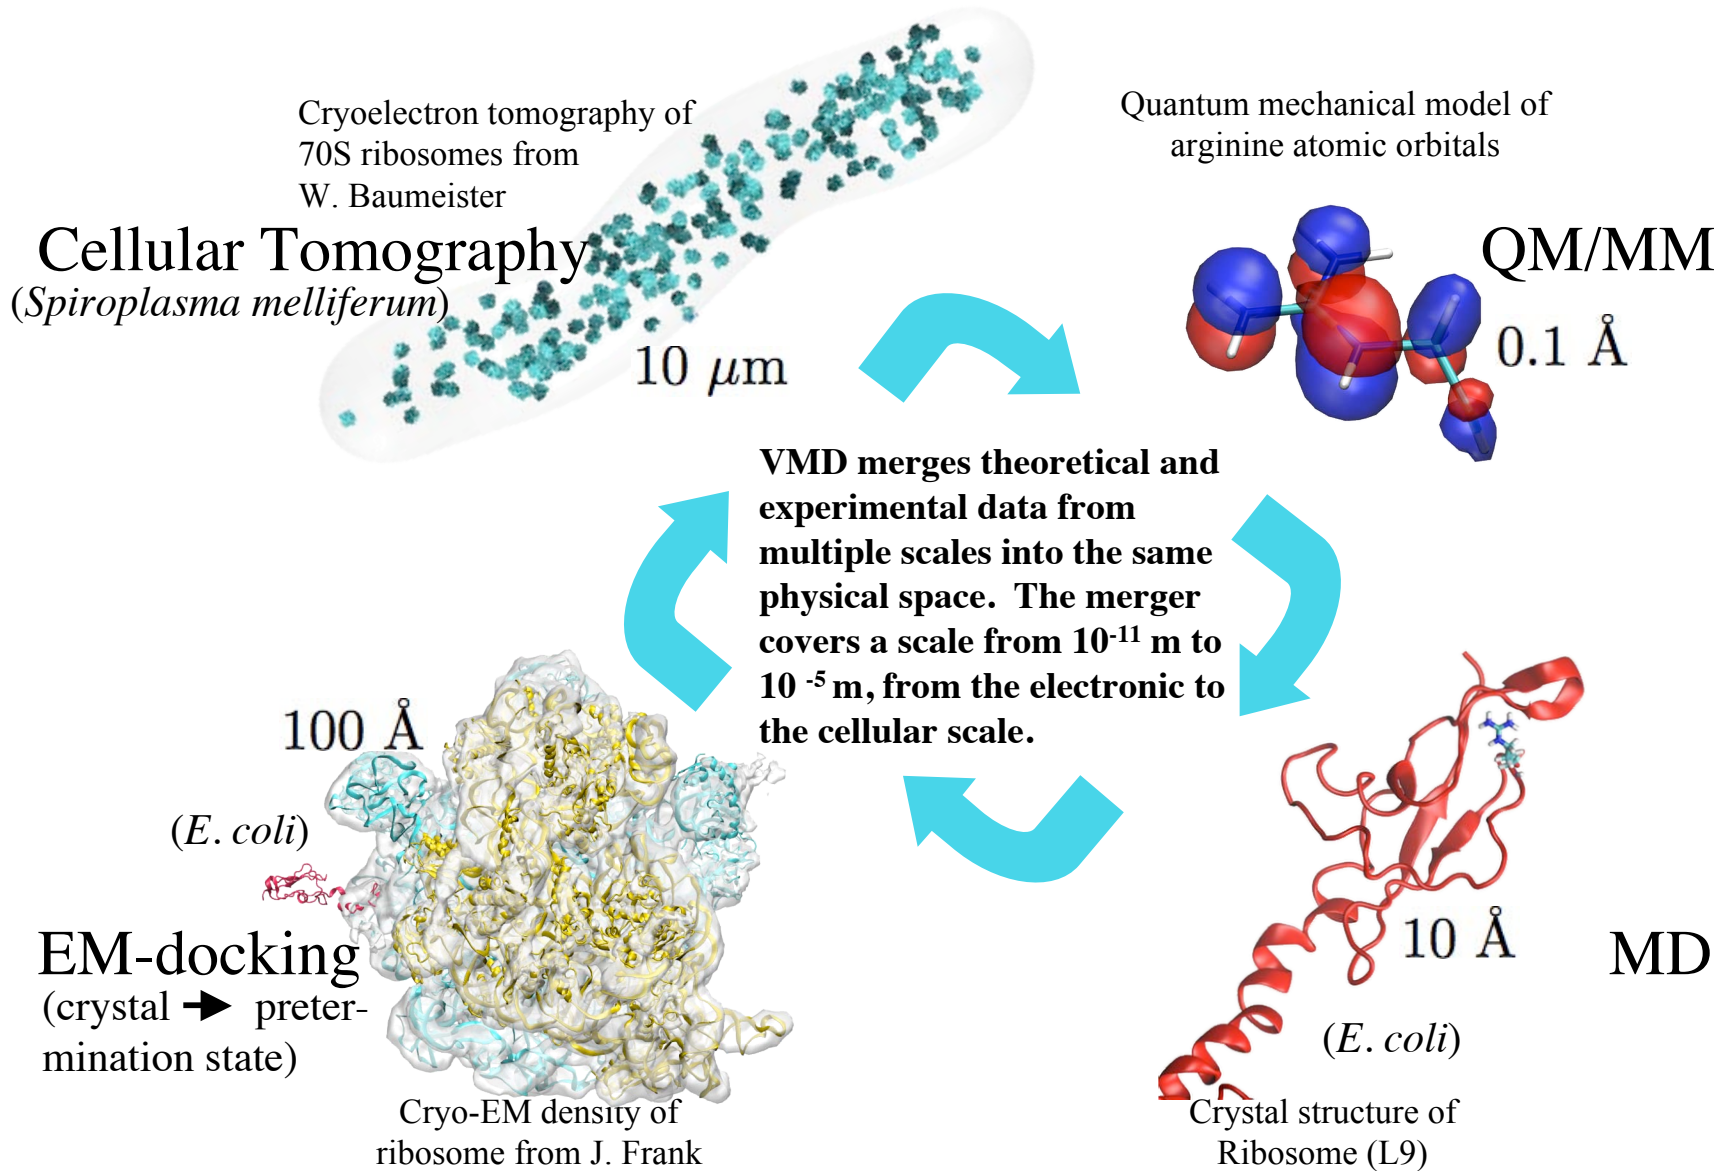 Cryoelectron tomography of
70S ribosomes from
W. Baumeister
Cellular Tomography
(Spiroplasma melliferum)
10 μm
Quantum mechanical model of
arginine atomic orbitals
QM/MM
0.1 Å
VMD merges theoretical and
experimental data from
multiple scales into the same
physical space. The merger
covers a scale from 10⁻¹¹ m to
10 ⁻⁵ m, from the electronic to
the cellular scale.
100 Å
(E. coli)
EM-docking
(crystal ➔ preter-
mination state)
Cryo-EM density of
ribosome from J. Frank
10 Å
MD
(E. coli)
Crystal structure of
Ribosome (L9)